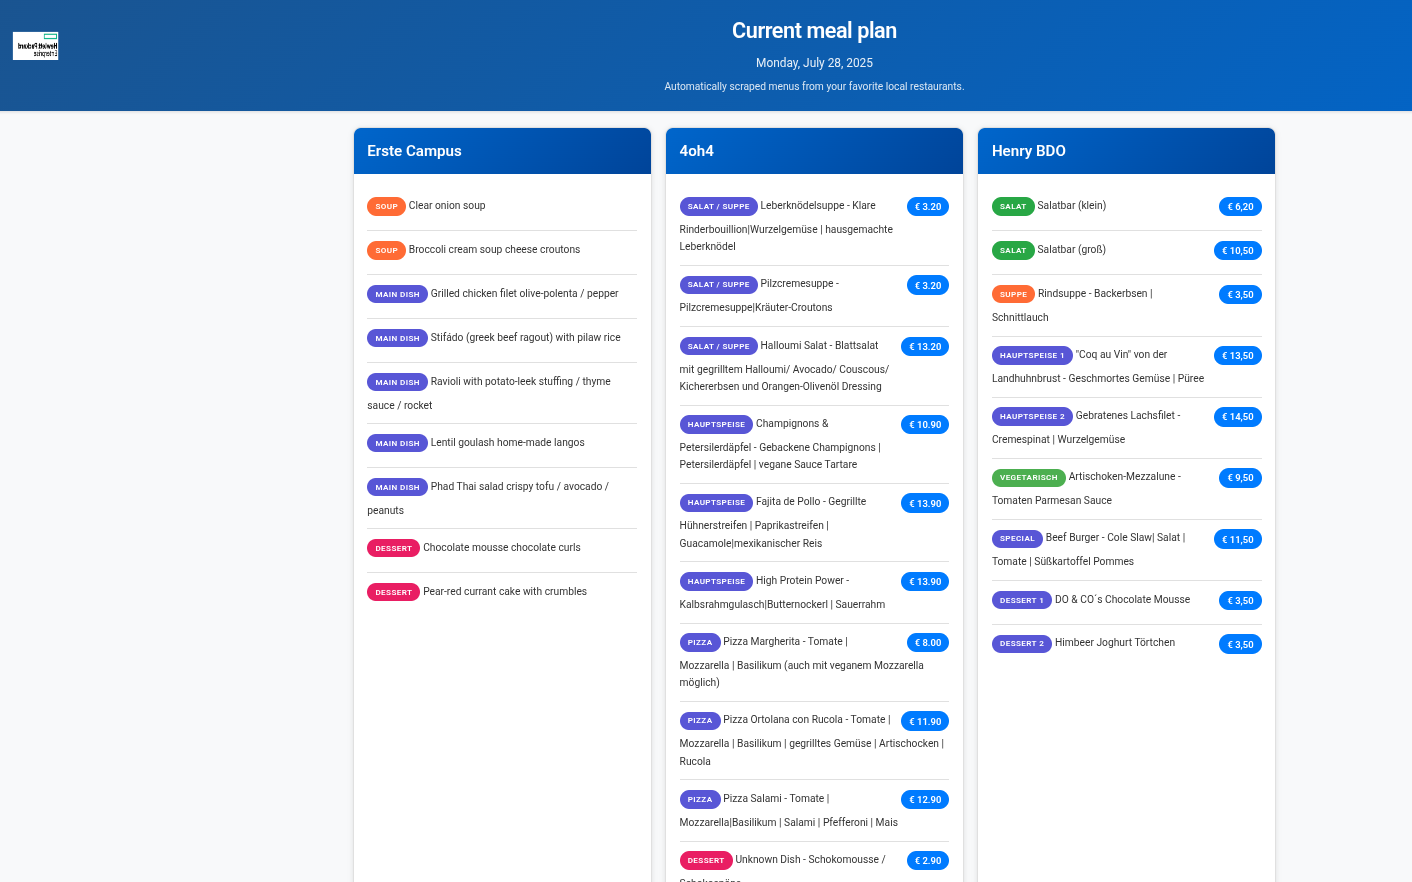 Hewlett Packard
Enterprise
Current meal plan
Monday, July 28, 2025
Automatically scraped menus from your favorite local restaurants.
Erste Campus
SOUP Clear onion soup
SOUP Broccoli cream soup cheese croutons
MAIN DISH Grilled chicken filet olive-polenta / pepper
MAIN DISH Stifádo (greek beef ragout) with pilaw rice
MAIN DISH Ravioli with potato-leek stuffing / thyme
sauce / rocket
MAIN DISH Lentil goulash home-made langos
MAIN DISH Phad Thai salad crispy tofu / avocado /
peanuts
DESSERT Chocolate mousse chocolate curls
DESSERT Pear-red currant cake with crumbles
4oh4
SALAT / SUPPE Leberknödelsuppe - Klare € 3.20
Rinderbouillion|Wurzelgemüse | hausgemachte
Leberknödel
SALAT / SUPPE Pilzcremesuppe - € 3.20
Pilzcremesuppe|Kräuter-Croutons
SALAT / SUPPE Halloumi Salat - Blattsalat € 13.20
mit gegrilltem Halloumi/ Avocado/ Couscous/
Kichererbsen und Orangen-Olivenöl Dressing
HAUPTSPEISE Champignons & € 10.90
Petersilerdäpfel - Gebackene Champignons |
Petersilerdäpfel | vegane Sauce Tartare
HAUPTSPEISE Fajita de Pollo - Gegrillte € 13.90
Hühnerstreifen | Paprikastreifen |
Guacamole|mexikanischer Reis
HAUPTSPEISE High Protein Power - € 13.90
Kalbsrahmgulasch|Butternockerl | Sauerrahm
PIZZA Pizza Margherita - Tomate | € 8.00
Mozzarella | Basilikum (auch mit veganem Mozzarella
möglich)
PIZZA Pizza Ortolana con Rucola - Tomate | € 11.90
Mozzarella | Basilikum | gegrilltes Gemüse | Artischocken |
Rucola
PIZZA Pizza Salami - Tomate | € 12.90
Mozzarella|Basilikum | Salami | Pfefferoni | Mais
DESSERT Unknown Dish - Schokomousse / € 2.90
Henry BDO
SALAT Salatbar (klein) € 6,20
SALAT Salatbar (groß) € 10,50
SUPPE Rindsuppe - Backerbsen | € 3,50
Schnittlauch
HAUPTSPEISE 1 "Coq au Vin" von der € 13,50
Landhuhnbrust - Geschmortes Gemüse | Püree
HAUPTSPEISE 2 Gebratenes Lachsfilet - € 14,50
Cremespinat | Wurzelgemüse
VEGETARISCH Artischoken-Mezzalune - € 9,50
Tomaten Parmesan Sauce
SPECIAL Beef Burger - Cole Slaw| Salat | € 11,50
Tomate | Süßkartoffel Pommes
DESSERT 1 DO & CO´s Chocolate Mousse € 3,50
DESSERT 2 Himbeer Joghurt Törtchen € 3,50